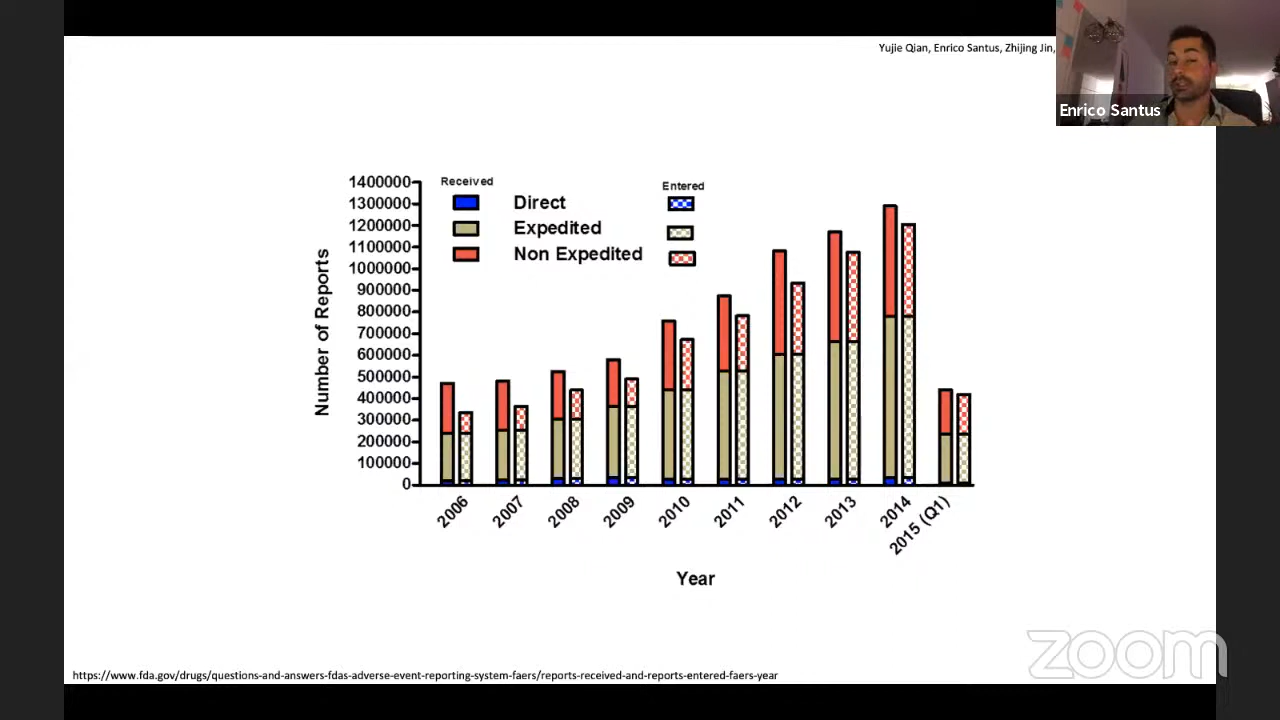 Yujie Qian, Enrico Santus, Zhijing Jin,
Enrico Santus
Received
Entered
Direct
Expedited
Non Expedited
Number of Reports
1400000
1300000
1200000
1100000
1000000
900000
800000
700000
600000
500000
400000
300000
200000
100000
0
2006
2007
2008
2009
2010
2011
2012
2013
2014
2015 (Q1)
Year
https://www.fda.gov/drugs/questions-and-answers-fdas-adverse-event-reporting-system-faers/reports-received-and-reports-entered-faers-year
zoom